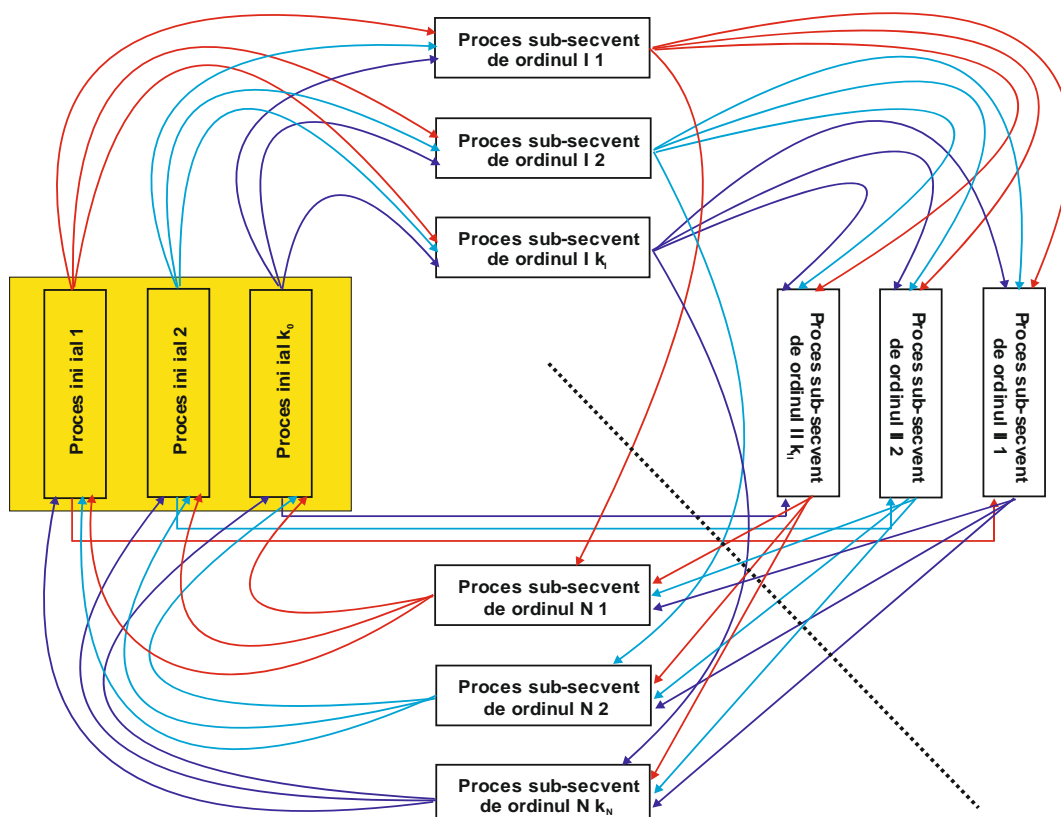 Proces sub-secvent
de ordinul I 1
Proces sub-secvent
de ordinul I 2
Proces sub-secvent
de ordinul I kI
Proces ini ial 1
Proces ini ial 2
Proces ini ial k0
Proces sub-secvent
de ordinul II kII
Proces sub-secvent
de ordinul II 2
Proces sub-secvent
de ordinul II 1
Proces sub-secvent
de ordinul N 1
Proces sub-secvent
de ordinul N 2
Proces sub-secvent
de ordinul N kN